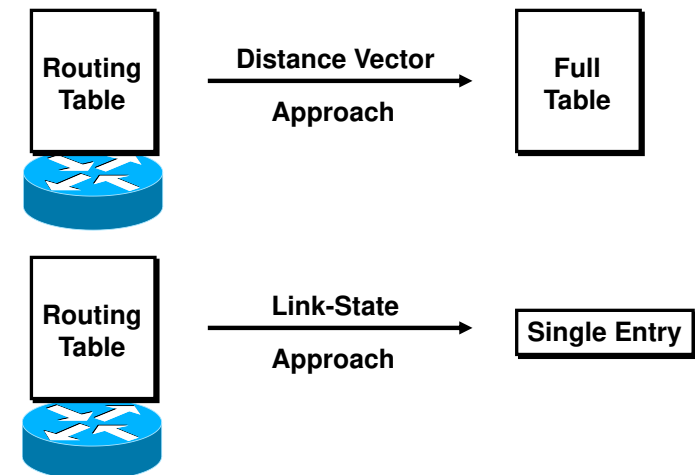 Routing
Table
Distance Vector
Approach
Full
Table
Routing
Table
Link-State
Approach
Single Entry